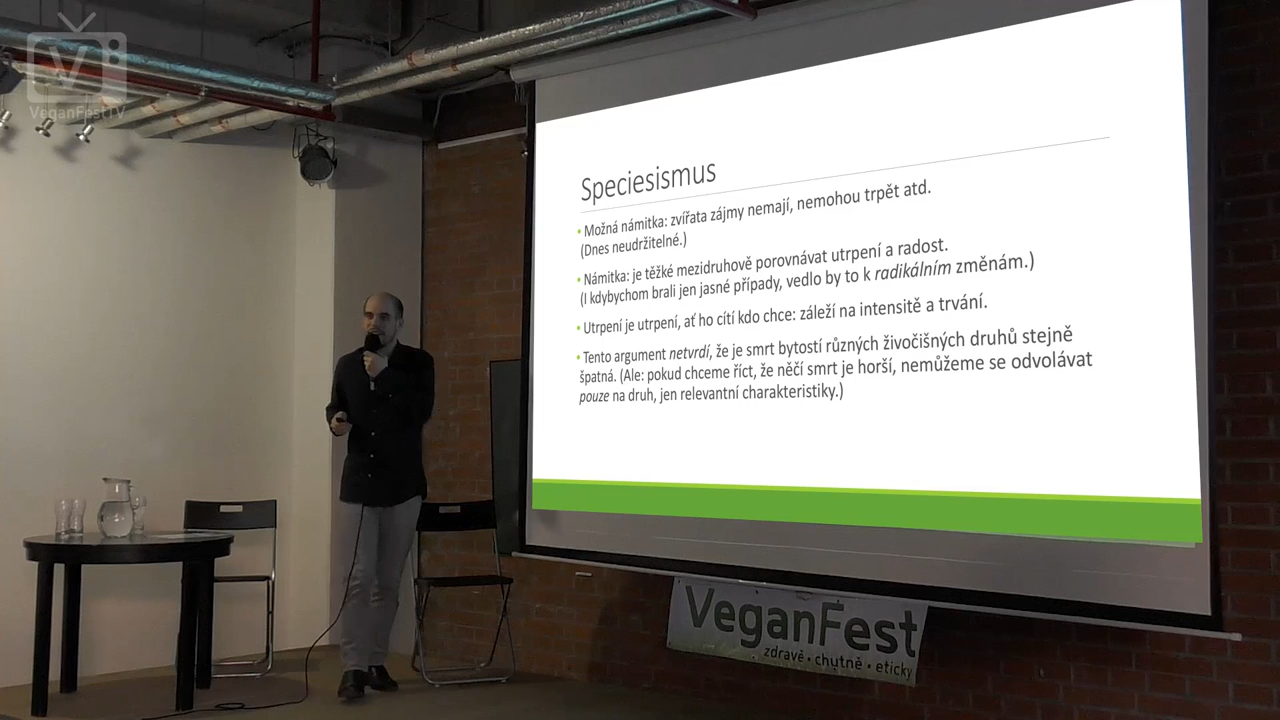 VeganFestTV
Speciesismus
• Možná námitka: zvířata zájmy nemají, nemohou trpět atd.
(Dnes neudržitelné.)
• Námitka: je těžké mezidruhově porovnávat utrpení a radost.
(I kdybychom brali jen jasné případy, vedlo by to k radikálním změnám.)
• Utrpení je utrpení, ať ho cítí kdo chce: záleží na intensitě a trvání.
• Tento argument netvrdí, že je smrt bytostí různých živočišných druhů stejně
špatná. (Ale: pokud chceme říct, že něčí smrt je horší, nemůžeme se odvolávat
pouze na druh, jen relevantní charakteristiky.)
VeganFest
zdravě • chutně • eticky